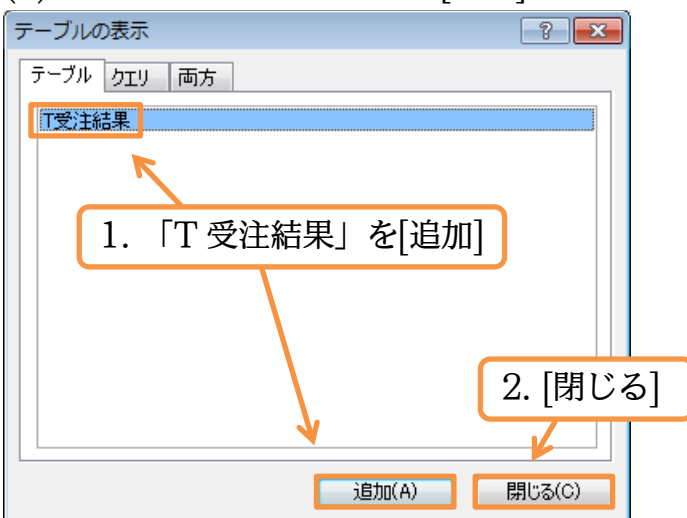 テーブルの表示
テーブル クエリ 両方
T受注結果
1. 「T 受注結果」を[追加]
2. [閉じる]
追加(A) 閉じる(C)